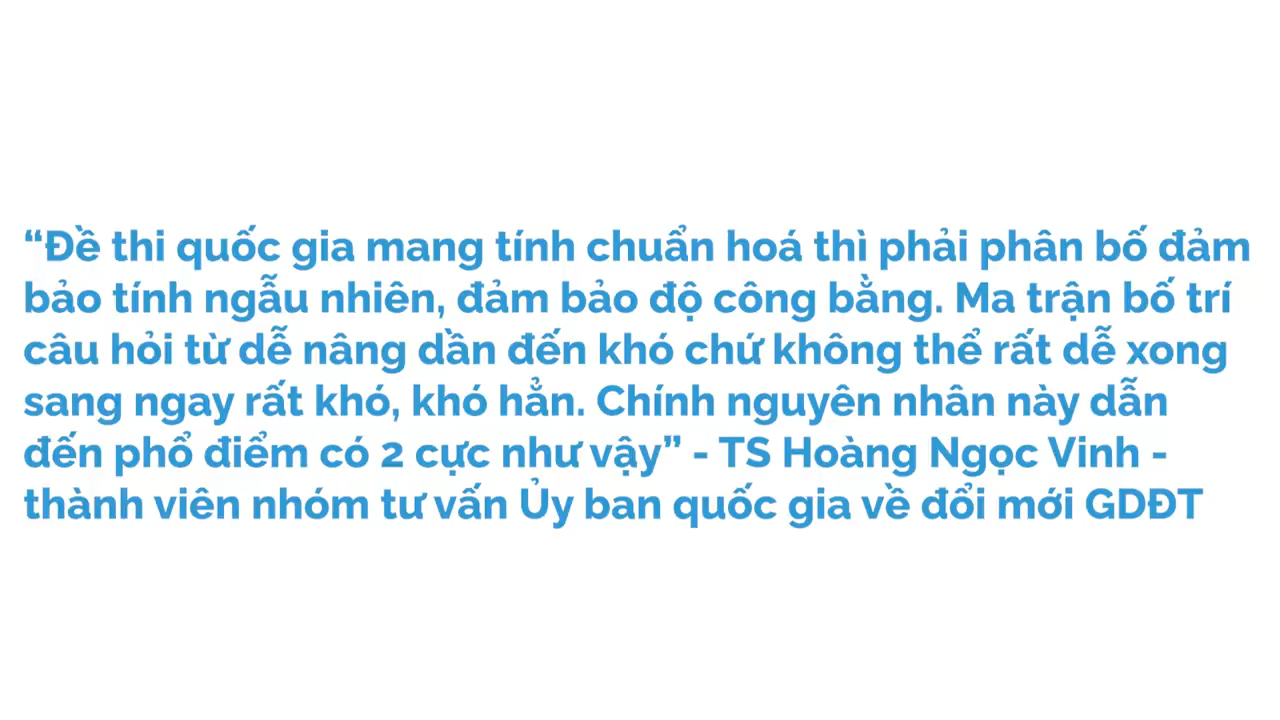 “Đề thi quốc gia mang tính chuẩn hoá thì phải phân bố đảm
bảo tính ngẫu nhiên, đảm bảo độ công bằng. Ma trận bố trí
câu hỏi từ dễ nâng dần đến khó chứ không thể rất dễ xong
sang ngay rất khó, khó hẳn. Chính nguyên nhân này dẫn
đến phổ điểm có 2 cực như vậy” - TS Hoàng Ngọc Vinh -
thành viên nhóm tư vấn Ủy ban quốc gia về đổi mới GDĐT